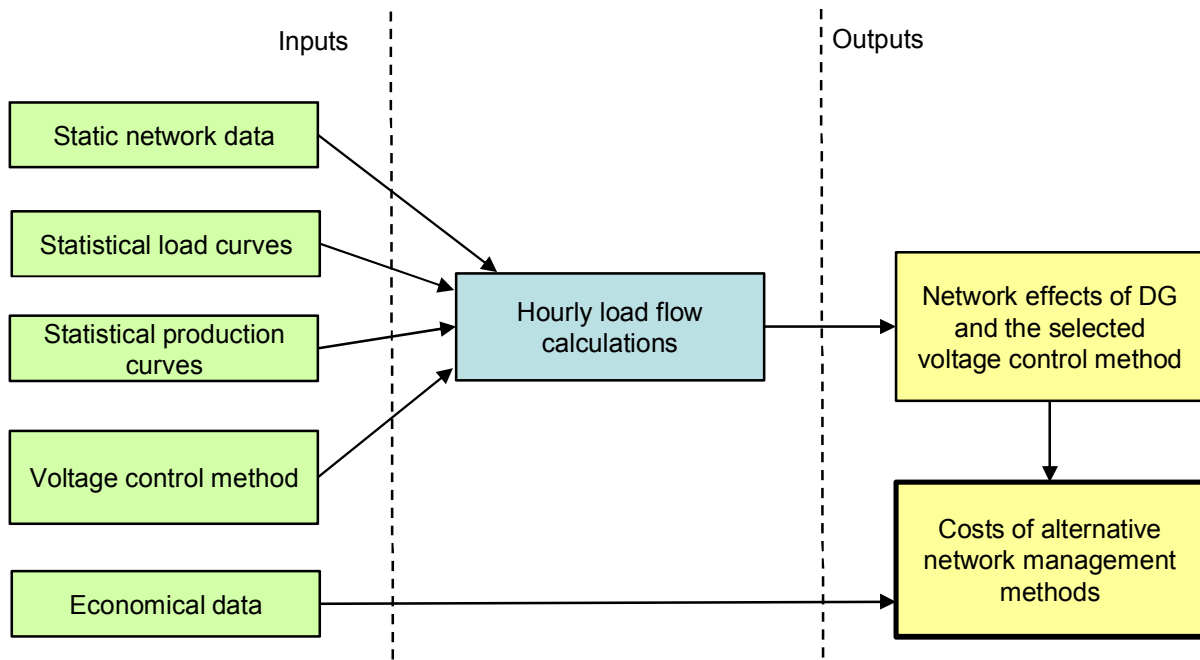 Inputs
Outputs
Static network data
Statistical load curves
Statistical production
curves
Voltage control method
Economical data
Hourly load flow
calculations
Network effects of DG
and the selected
voltage control method
Costs of alternative
network management
methods